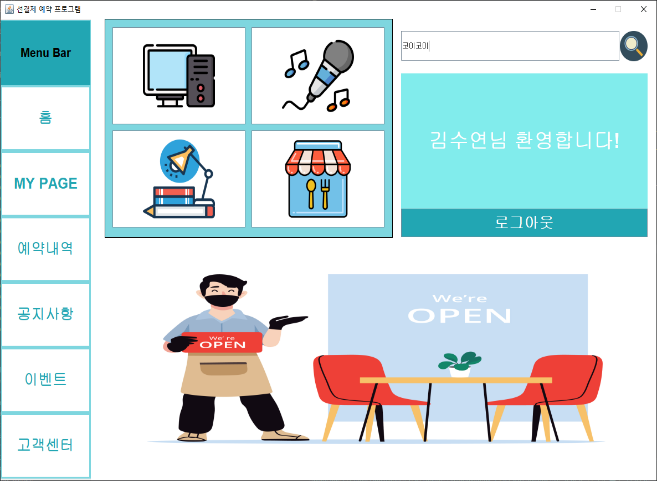 선결제 예약 프로그램
Menu Bar
홈
MY PAGE
예약내역
공지사항
이벤트
고객센터
코이코이
김수연님 환영합니다!
로그아웃
We're
OPEN
We're
OPEN